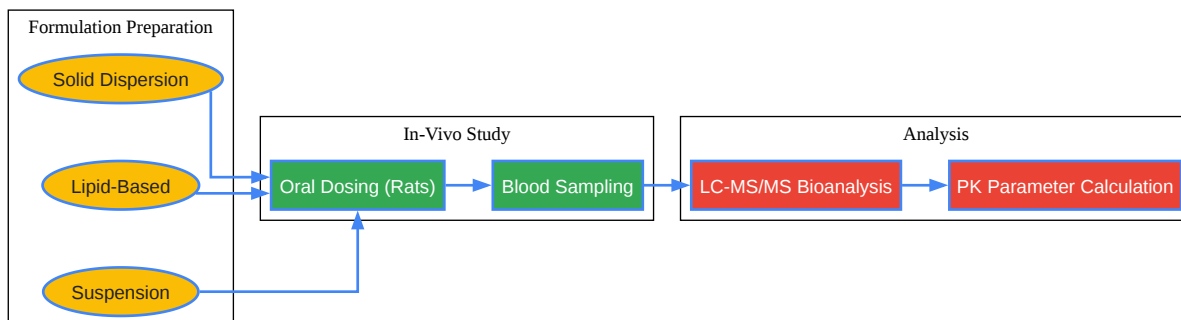 Formulation Preparation
Solid Dispersion
Lipid-Based
Suspension
In-Vivo Study
Oral Dosing (Rats)
Blood Sampling
Analysis
LC-MS/MS Bioanalysis
PK Parameter Calculation